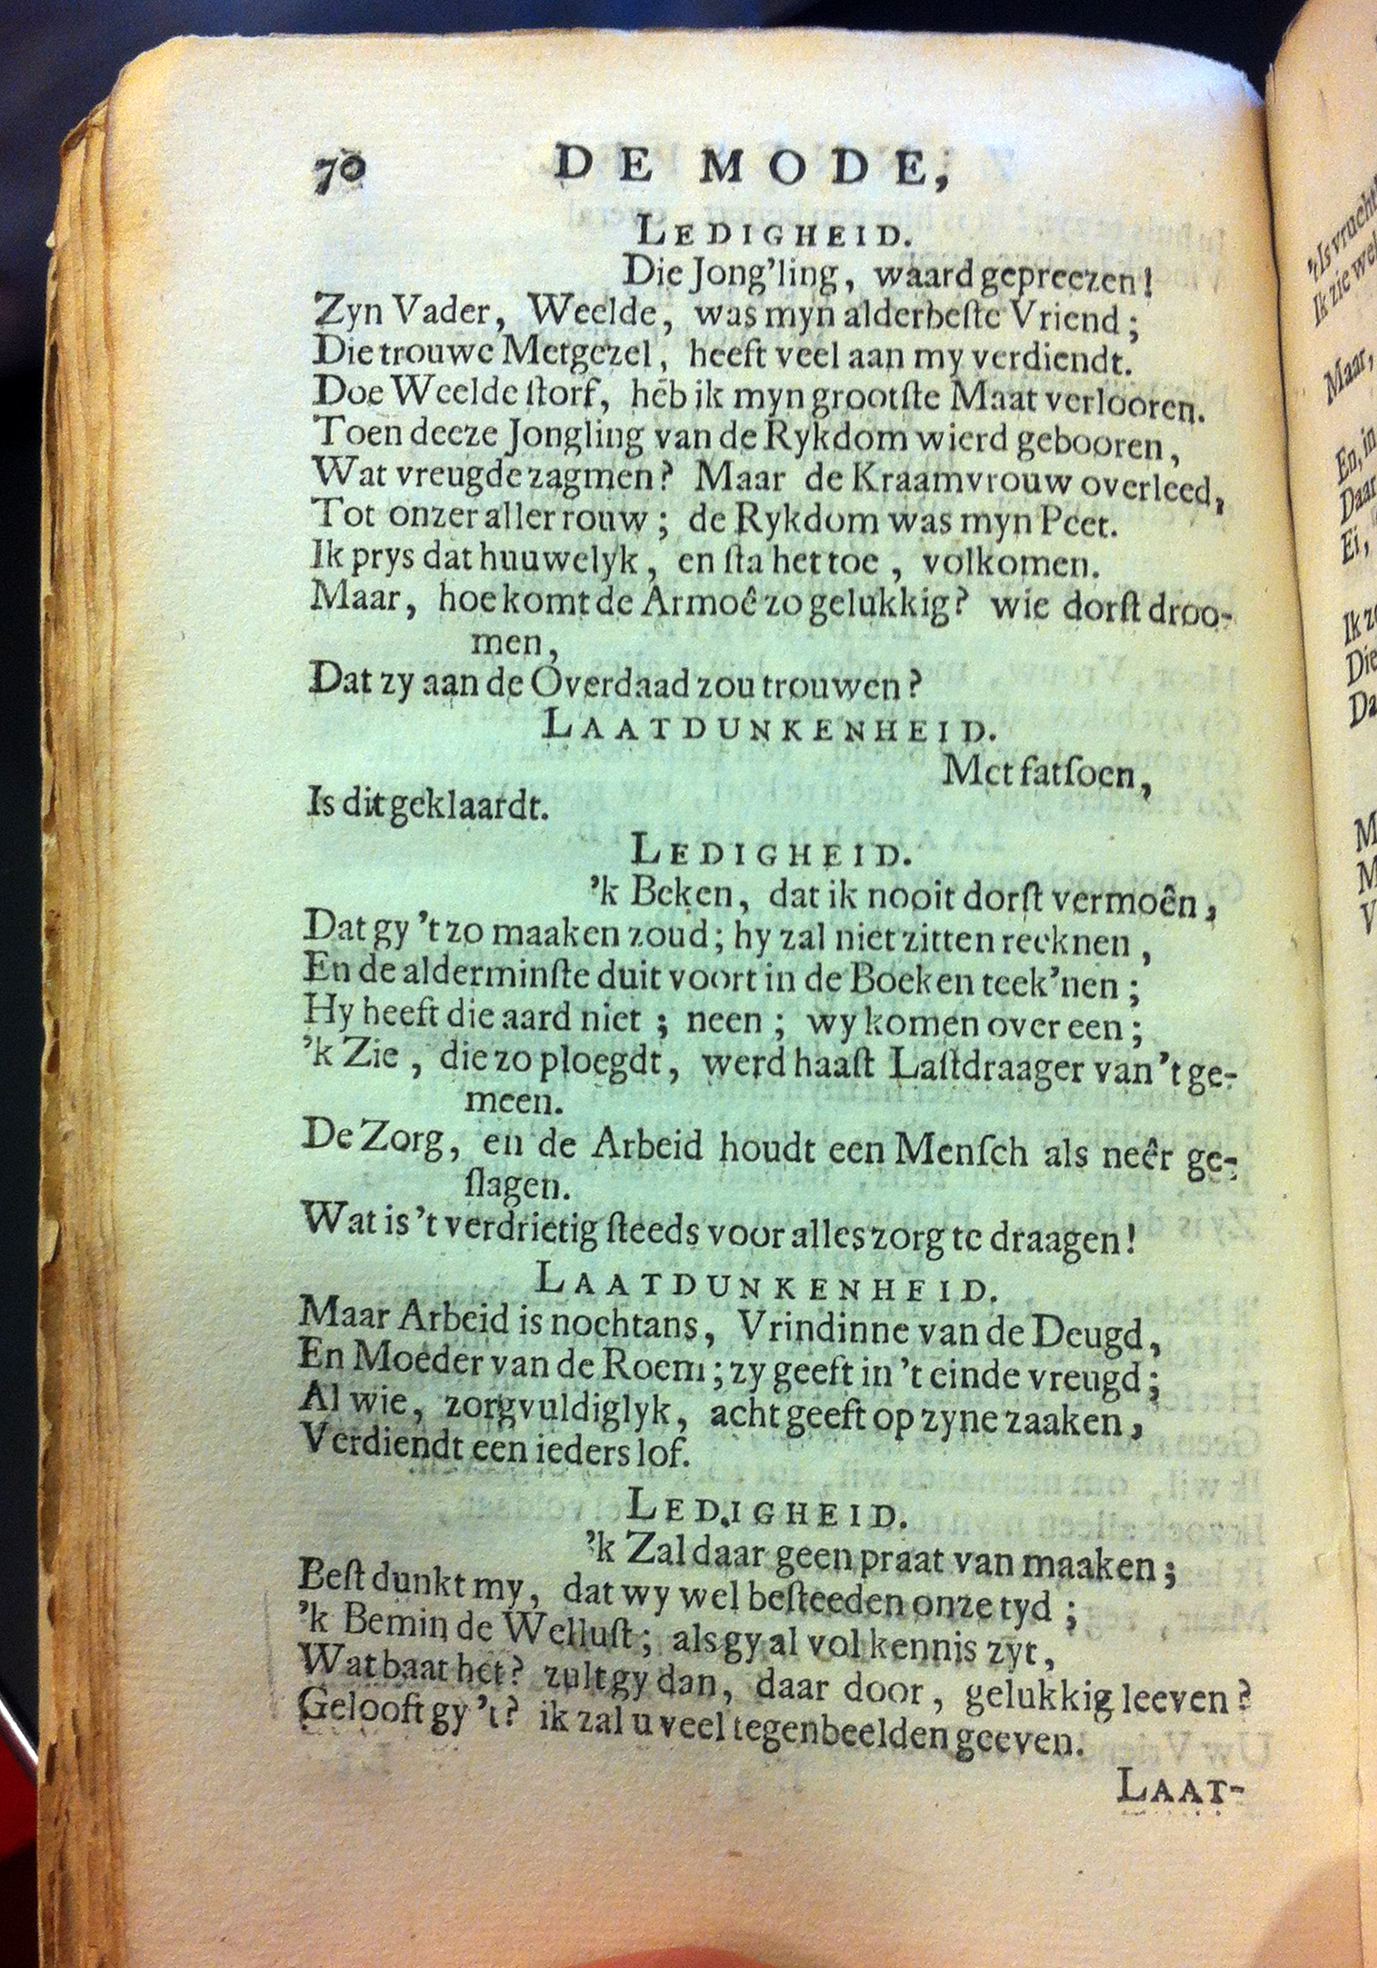 70 DE MODE,
LEDIGHEID.
Die Jong'ling, waard gepreezen!
Zyn Vader, Weelde, was myn alderbeſte Vriend;
Die trouwe Metgezel, heeft veel aan my verdiendt.
Doe Weelde ſtorf, heb ik myn grootſte Maat verlooren.
Toen deeze Jongling van de Rykdom wierd gebooren,
Wat vreugde zagmen? Maar de Kraamvrouw overleed,
Tot onzer aller rouw; de Rykdom was myn Peet.
Ik prys dat huuwelyk, en ſta het toe, volkomen.
Maar, hoe komt de Armoê zo gelukkig? wie dorſt droo-
men,
Dat zy aan de Overdaad zou trouwen?
LAATDUNKENHEID.
Met fatſoen,
Is dit geklaardt.
LEDIGHEID.
'k Beken, dat ik nooit dorſt vermoên,
Dat gy 't zo maaken zoud; hy zal niet zitten reeknen,
En de alderminſte duit voort in de Boeken teek'nen;
Hy heeft die aard niet; neen; wy komen over een;
'k Zie, die zo ploegdt, werd haaſt Laſtdraager van 't ge-
meen.
De Zorg, en de Arbeid houdt een Menſch als neêr ge-
ſlagen.
Wat is 't verdrietig ſteeds voor alles zorg te draagen!
LAATDUNKENHEID.
Maar Arbeid is nochtans, Vrindinne van de Deugd,
En Moeder van de Roem; zy geeft in 't einde vreugd;
Al wie, zorgvuldiglyk, acht geeft op zyne zaaken,
Verdiendt een ieders lof.
LEDIGHEID.
'k Zal daar geen praat van maaken;
Beſt dunkt my, dat wy wel beſteeden onze tyd;
'k Bemin de Welluſt; als gy al vol kennis zyt,
Wat baat het? zult gy dan, daar door, gelukkig leeven?
Gelooft gy 't? ik zal u veel tegenbeelden geeven.
LAAT-
't Is
Ik zie
Maar,
En, in
Ei,
Die